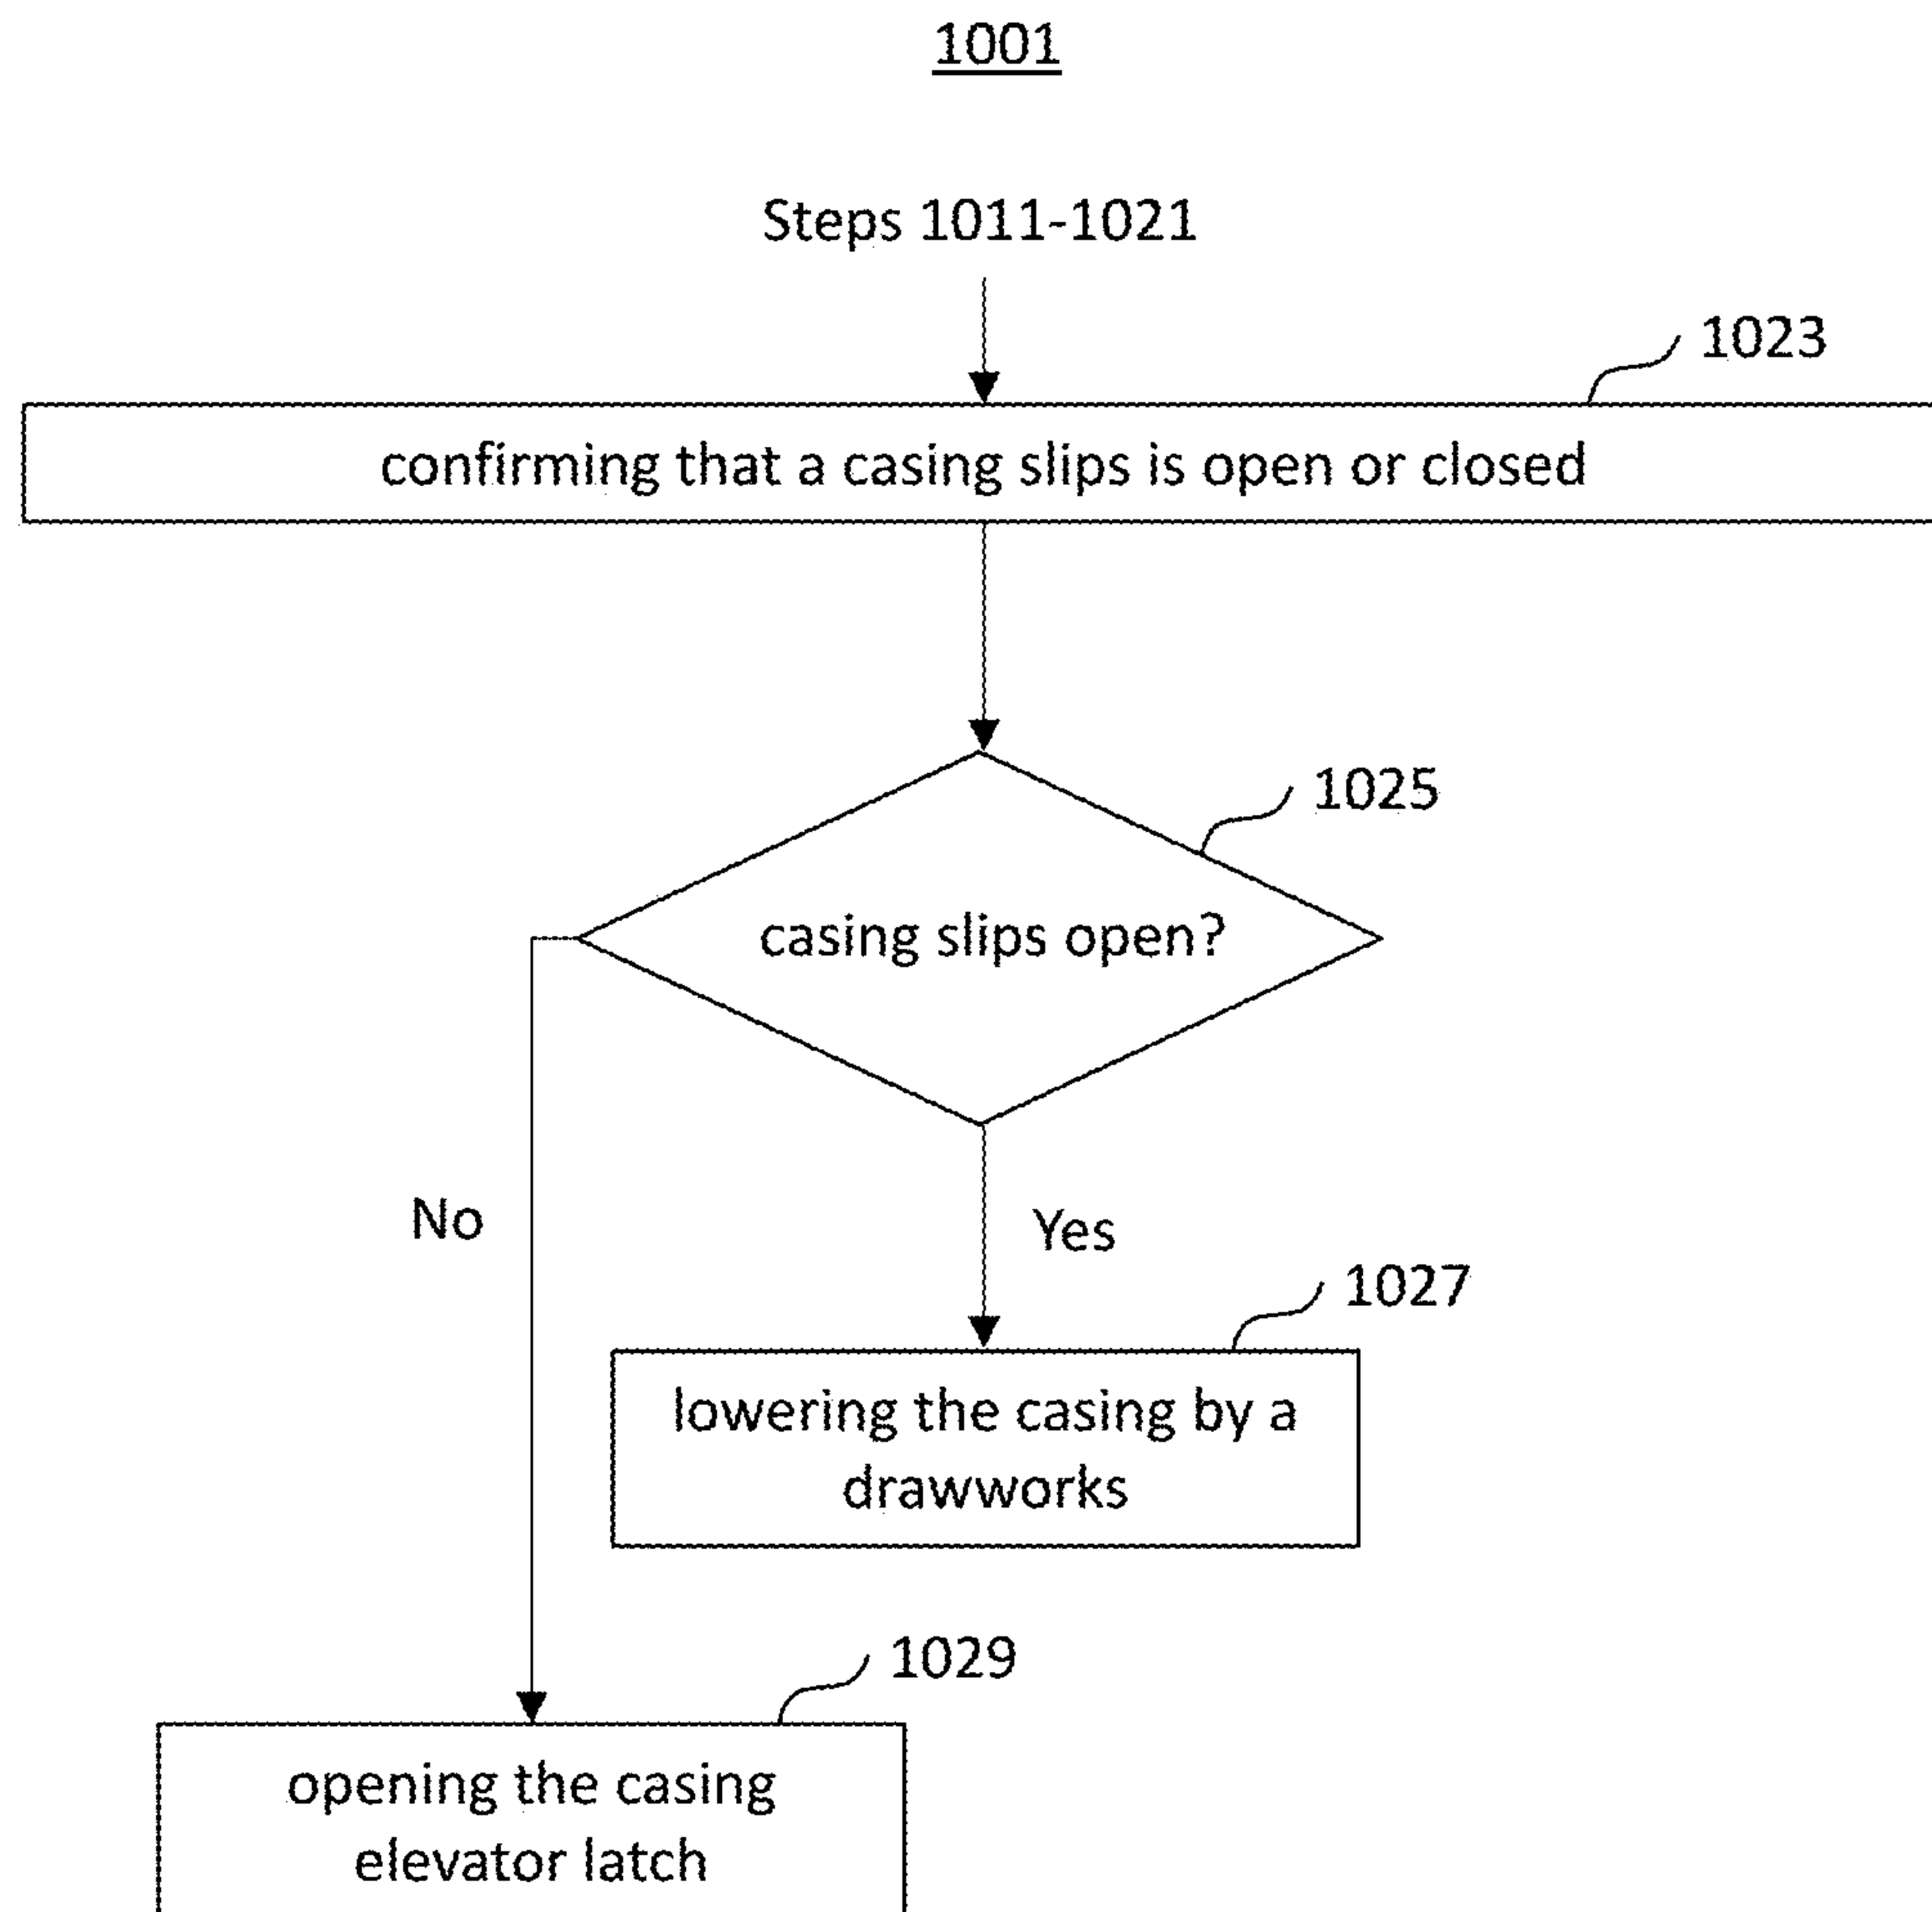 1001
Steps 1011-1021
1023
confirming that a casing slips is open or closed
1025
casing slips open?
No
Yes
1027
lowering the casing by a
drawworks
1029
opening the casing
elevator latch